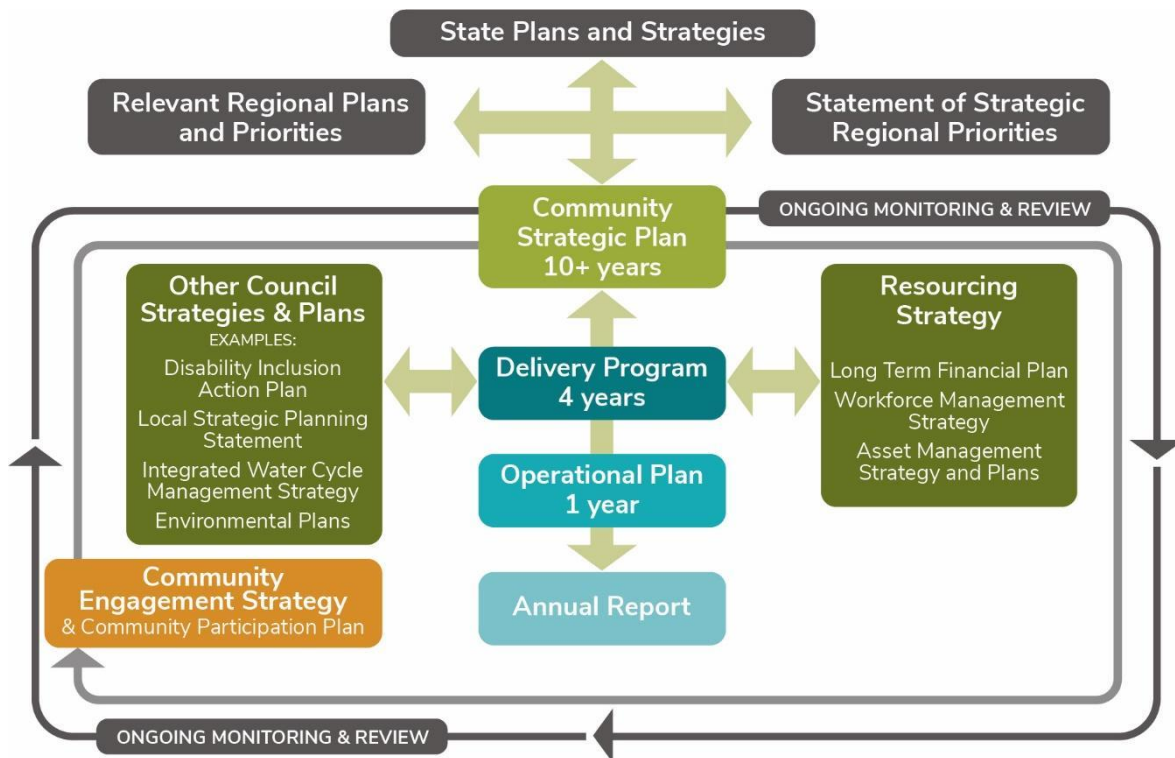 State Plans and Strategies
Relevant Regional Plans
and Priorities
Statement of Strategic
Regional Priorities
Community
Strategic Plan
10+ years
ONGOING MONITORING & REVIEW
Other Council
Strategies & Plans
EXAMPLES:
Disability Inclusion
Action Plan
Local Strategic Planning
Statement
Integrated Water Cycle
Management Strategy
Environmental Plans
Delivery Program
4 years
Operational Plan
1 year
Annual Report
Resourcing
Strategy
Long Term Financial Plan
Workforce Management
Strategy
Asset Management
Strategy and Plans
Community
Engagement Strategy
& Community Participation Plan
ONGOING MONITORING & REVIEW